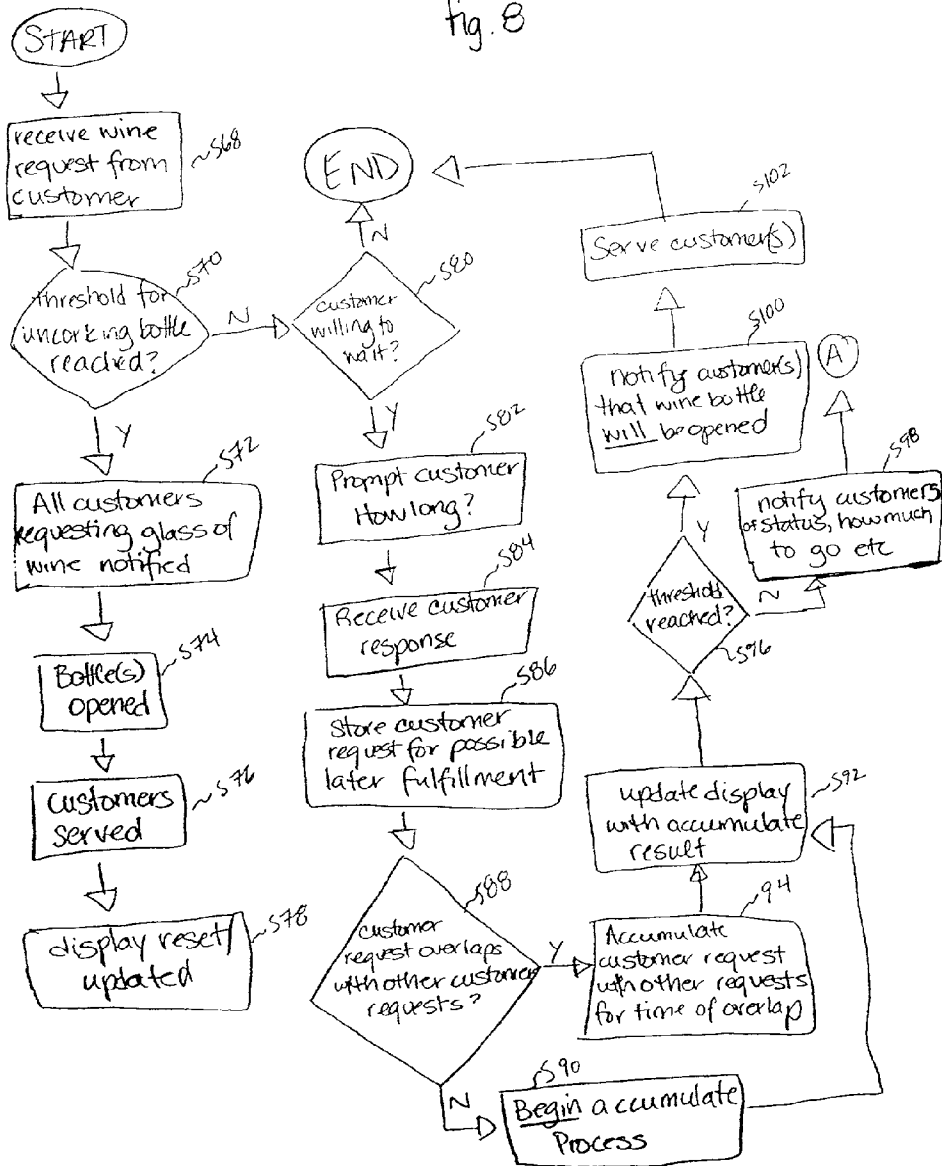 fig. 8
START
receive wine
request from
customer
S68
threshold for
uncorking bottle
reached?
S70
N
Y
All customers
requesting glass of
wine notified
S72
Bottle(s)
opened
S74
customers
served
S76
display reset/
updated
S78
END
N
customer
willing to
wait?
S80
Y
Prompt customer
How long?
S82
Receive customer
response
S84
Store customer
request for possible
later fulfillment
S86
customer
request overlaps
with other customer
requests?
S88
Y
N
Begin accumulate
Process
S90
Accumulate
customer request
with other requests
for time of overlap
94
update display
with accumulate
result
S92
threshold
reached?
S96
N
Y
notify customers
of status, how much
to go etc
S98
A
notify customer(s)
that wine bottle
will be opened
S100
Serve customer(s)
S102